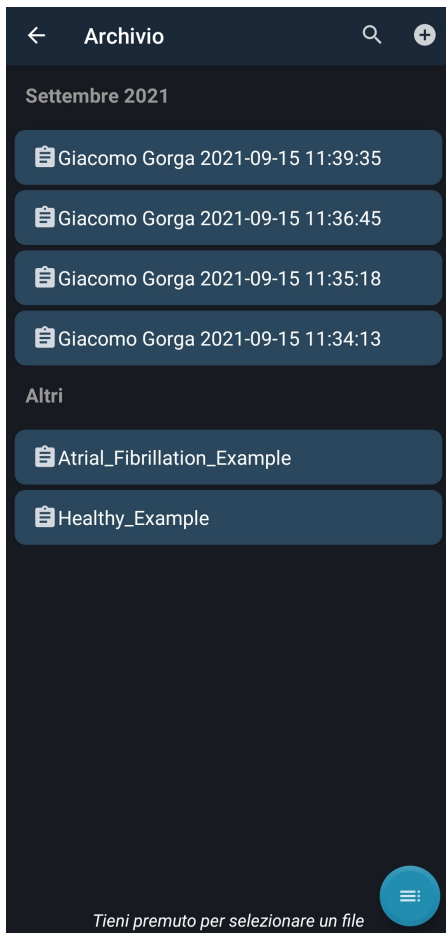 Archivio
Settembre 2021
Giacomo Gorga 2021-09-15 11:39:35
Giacomo Gorga 2021-09-15 11:36:45
Giacomo Gorga 2021-09-15 11:35:18
Giacomo Gorga 2021-09-15 11:34:13
Altri
Atrial_Fibrillation_Example
Healthy_Example
Tieni premuto per selezionare un file